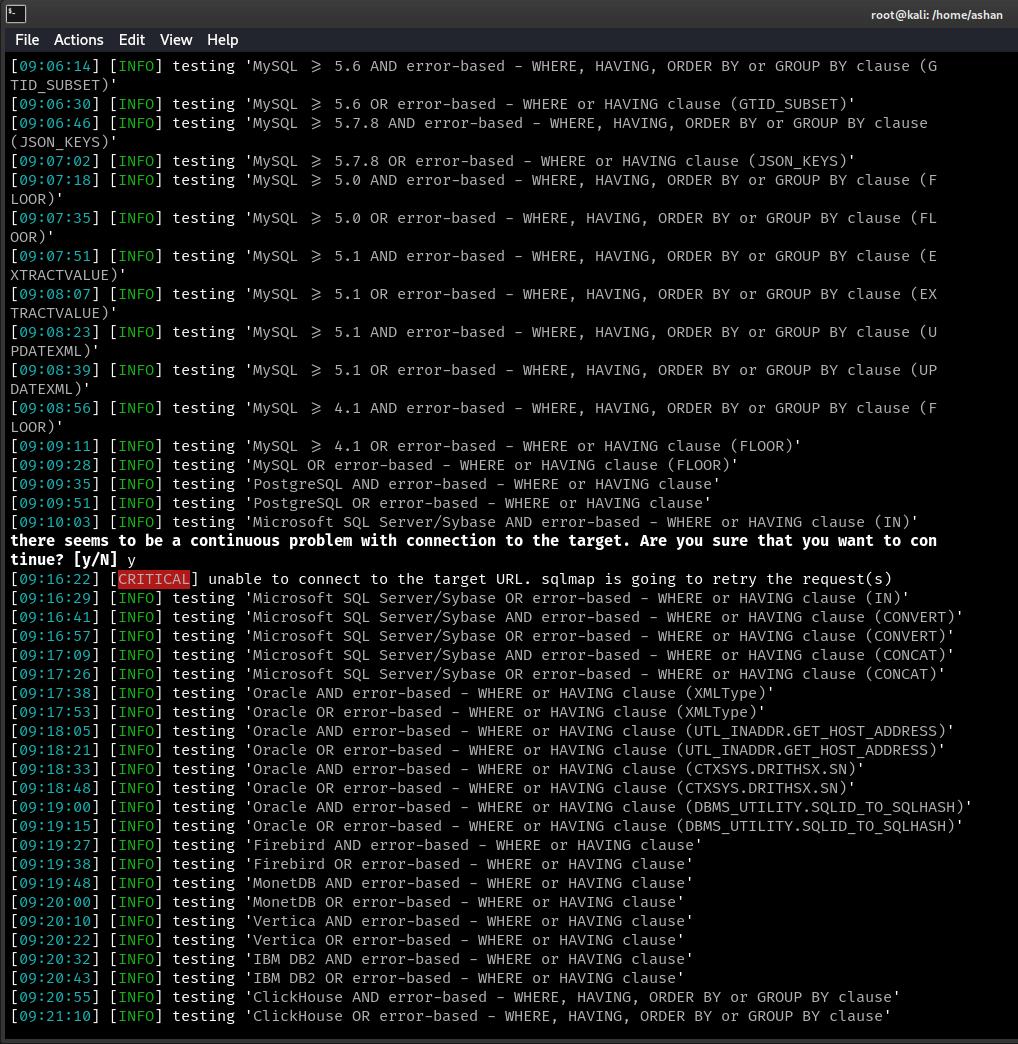 root@kali: /home/ashan
File Actions Edit View Help
[09:06:14] [INFO] testing 'MySQL ≥ 5.6 AND error-based - WHERE, HAVING, ORDER BY or GROUP BY clause (G
TID_SUBSET)'
[09:06:30] [INFO] testing 'MySQL ≥ 5.6 OR error-based - WHERE or HAVING clause (GTID_SUBSET)'
[09:06:46] [INFO] testing 'MySQL ≥ 5.7.8 AND error-based - WHERE, HAVING, ORDER BY or GROUP BY clause
(JSON_KEYS)'
[09:07:02] [INFO] testing 'MySQL ≥ 5.7.8 OR error-based - WHERE or HAVING clause (JSON_KEYS)'
[09:07:18] [INFO] testing 'MySQL ≥ 5.0 AND error-based - WHERE, HAVING, ORDER BY or GROUP BY clause (F
LOOR)'
[09:07:35] [INFO] testing 'MySQL ≥ 5.0 OR error-based - WHERE, HAVING, ORDER BY or GROUP BY clause (FL
OOR)'
[09:07:51] [INFO] testing 'MySQL ≥ 5.1 AND error-based - WHERE, HAVING, ORDER BY or GROUP BY clause (E
XTRACTVALUE)'
[09:08:07] [INFO] testing 'MySQL ≥ 5.1 OR error-based - WHERE, HAVING, ORDER BY or GROUP BY clause (EX
TRACTVALUE)'
[09:08:23] [INFO] testing 'MySQL ≥ 5.1 AND error-based - WHERE, HAVING, ORDER BY or GROUP BY clause (U
PDATEXML)'
[09:08:39] [INFO] testing 'MySQL ≥ 5.1 OR error-based - WHERE, HAVING, ORDER BY or GROUP BY clause (UP
DATEXML)'
[09:08:56] [INFO] testing 'MySQL ≥ 4.1 AND error-based - WHERE, HAVING, ORDER BY or GROUP BY clause (F
LOOR)'
[09:09:11] [INFO] testing 'MySQL ≥ 4.1 OR error-based - WHERE or HAVING clause (FLOOR)'
[09:09:28] [INFO] testing 'MySQL OR error-based - WHERE or HAVING clause (FLOOR)'
[09:09:35] [INFO] testing 'PostgreSQL AND error-based - WHERE or HAVING clause'
[09:09:51] [INFO] testing 'PostgreSQL OR error-based - WHERE or HAVING clause'
[09:10:03] [INFO] testing 'Microsoft SQL Server/Sybase AND error-based - WHERE or HAVING clause (IN)'
there seems to be a continuous problem with connection to the target. Are you sure that you want to con
tinue? [y/N] y
[09:16:22] [CRITICAL] unable to connect to the target URL. sqlmap is going to retry the request(s)
[09:16:29] [INFO] testing 'Microsoft SQL Server/Sybase OR error-based - WHERE or HAVING clause (IN)'
[09:16:41] [INFO] testing 'Microsoft SQL Server/Sybase AND error-based - WHERE or HAVING clause (CONVERT)'
[09:16:57] [INFO] testing 'Microsoft SQL Server/Sybase OR error-based - WHERE or HAVING clause (CONVERT)'
[09:17:09] [INFO] testing 'Microsoft SQL Server/Sybase AND error-based - WHERE or HAVING clause (CONCAT)'
[09:17:26] [INFO] testing 'Microsoft SQL Server/Sybase OR error-based - WHERE or HAVING clause (CONCAT)'
[09:17:38] [INFO] testing 'Oracle AND error-based - WHERE or HAVING clause (XMLType)'
[09:17:53] [INFO] testing 'Oracle OR error-based - WHERE or HAVING clause (XMLType)'
[09:18:05] [INFO] testing 'Oracle AND error-based - WHERE or HAVING clause (UTL_INADDR.GET_HOST_ADDRESS)'
[09:18:21] [INFO] testing 'Oracle OR error-based - WHERE or HAVING clause (UTL_INADDR.GET_HOST_ADDRESS)'
[09:18:33] [INFO] testing 'Oracle AND error-based - WHERE or HAVING clause (CTXSYS.DRITHSX.SN)'
[09:18:48] [INFO] testing 'Oracle OR error-based - WHERE or HAVING clause (CTXSYS.DRITHSX.SN)'
[09:19:00] [INFO] testing 'Oracle AND error-based - WHERE or HAVING clause (DBMS_UTILITY.SQLID_TO_SQLHASH)'
[09:19:15] [INFO] testing 'Oracle OR error-based - WHERE or HAVING clause (DBMS_UTILITY.SQLID_TO_SQLHASH)'
[09:19:27] [INFO] testing 'Firebird AND error-based - WHERE or HAVING clause'
[09:19:38] [INFO] testing 'Firebird OR error-based - WHERE or HAVING clause'
[09:19:48] [INFO] testing 'MonetDB AND error-based - WHERE or HAVING clause'
[09:20:00] [INFO] testing 'MonetDB OR error-based - WHERE or HAVING clause'
[09:20:10] [INFO] testing 'Vertica AND error-based - WHERE or HAVING clause'
[09:20:22] [INFO] testing 'Vertica OR error-based - WHERE or HAVING clause'
[09:20:32] [INFO] testing 'IBM DB2 AND error-based - WHERE or HAVING clause'
[09:20:43] [INFO] testing 'IBM DB2 OR error-based - WHERE or HAVING clause'
[09:20:55] [INFO] testing 'ClickHouse AND error-based - WHERE, HAVING, ORDER BY or GROUP BY clause'
[09:21:10] [INFO] testing 'ClickHouse OR error-based - WHERE, HAVING, ORDER BY or GROUP BY clause'